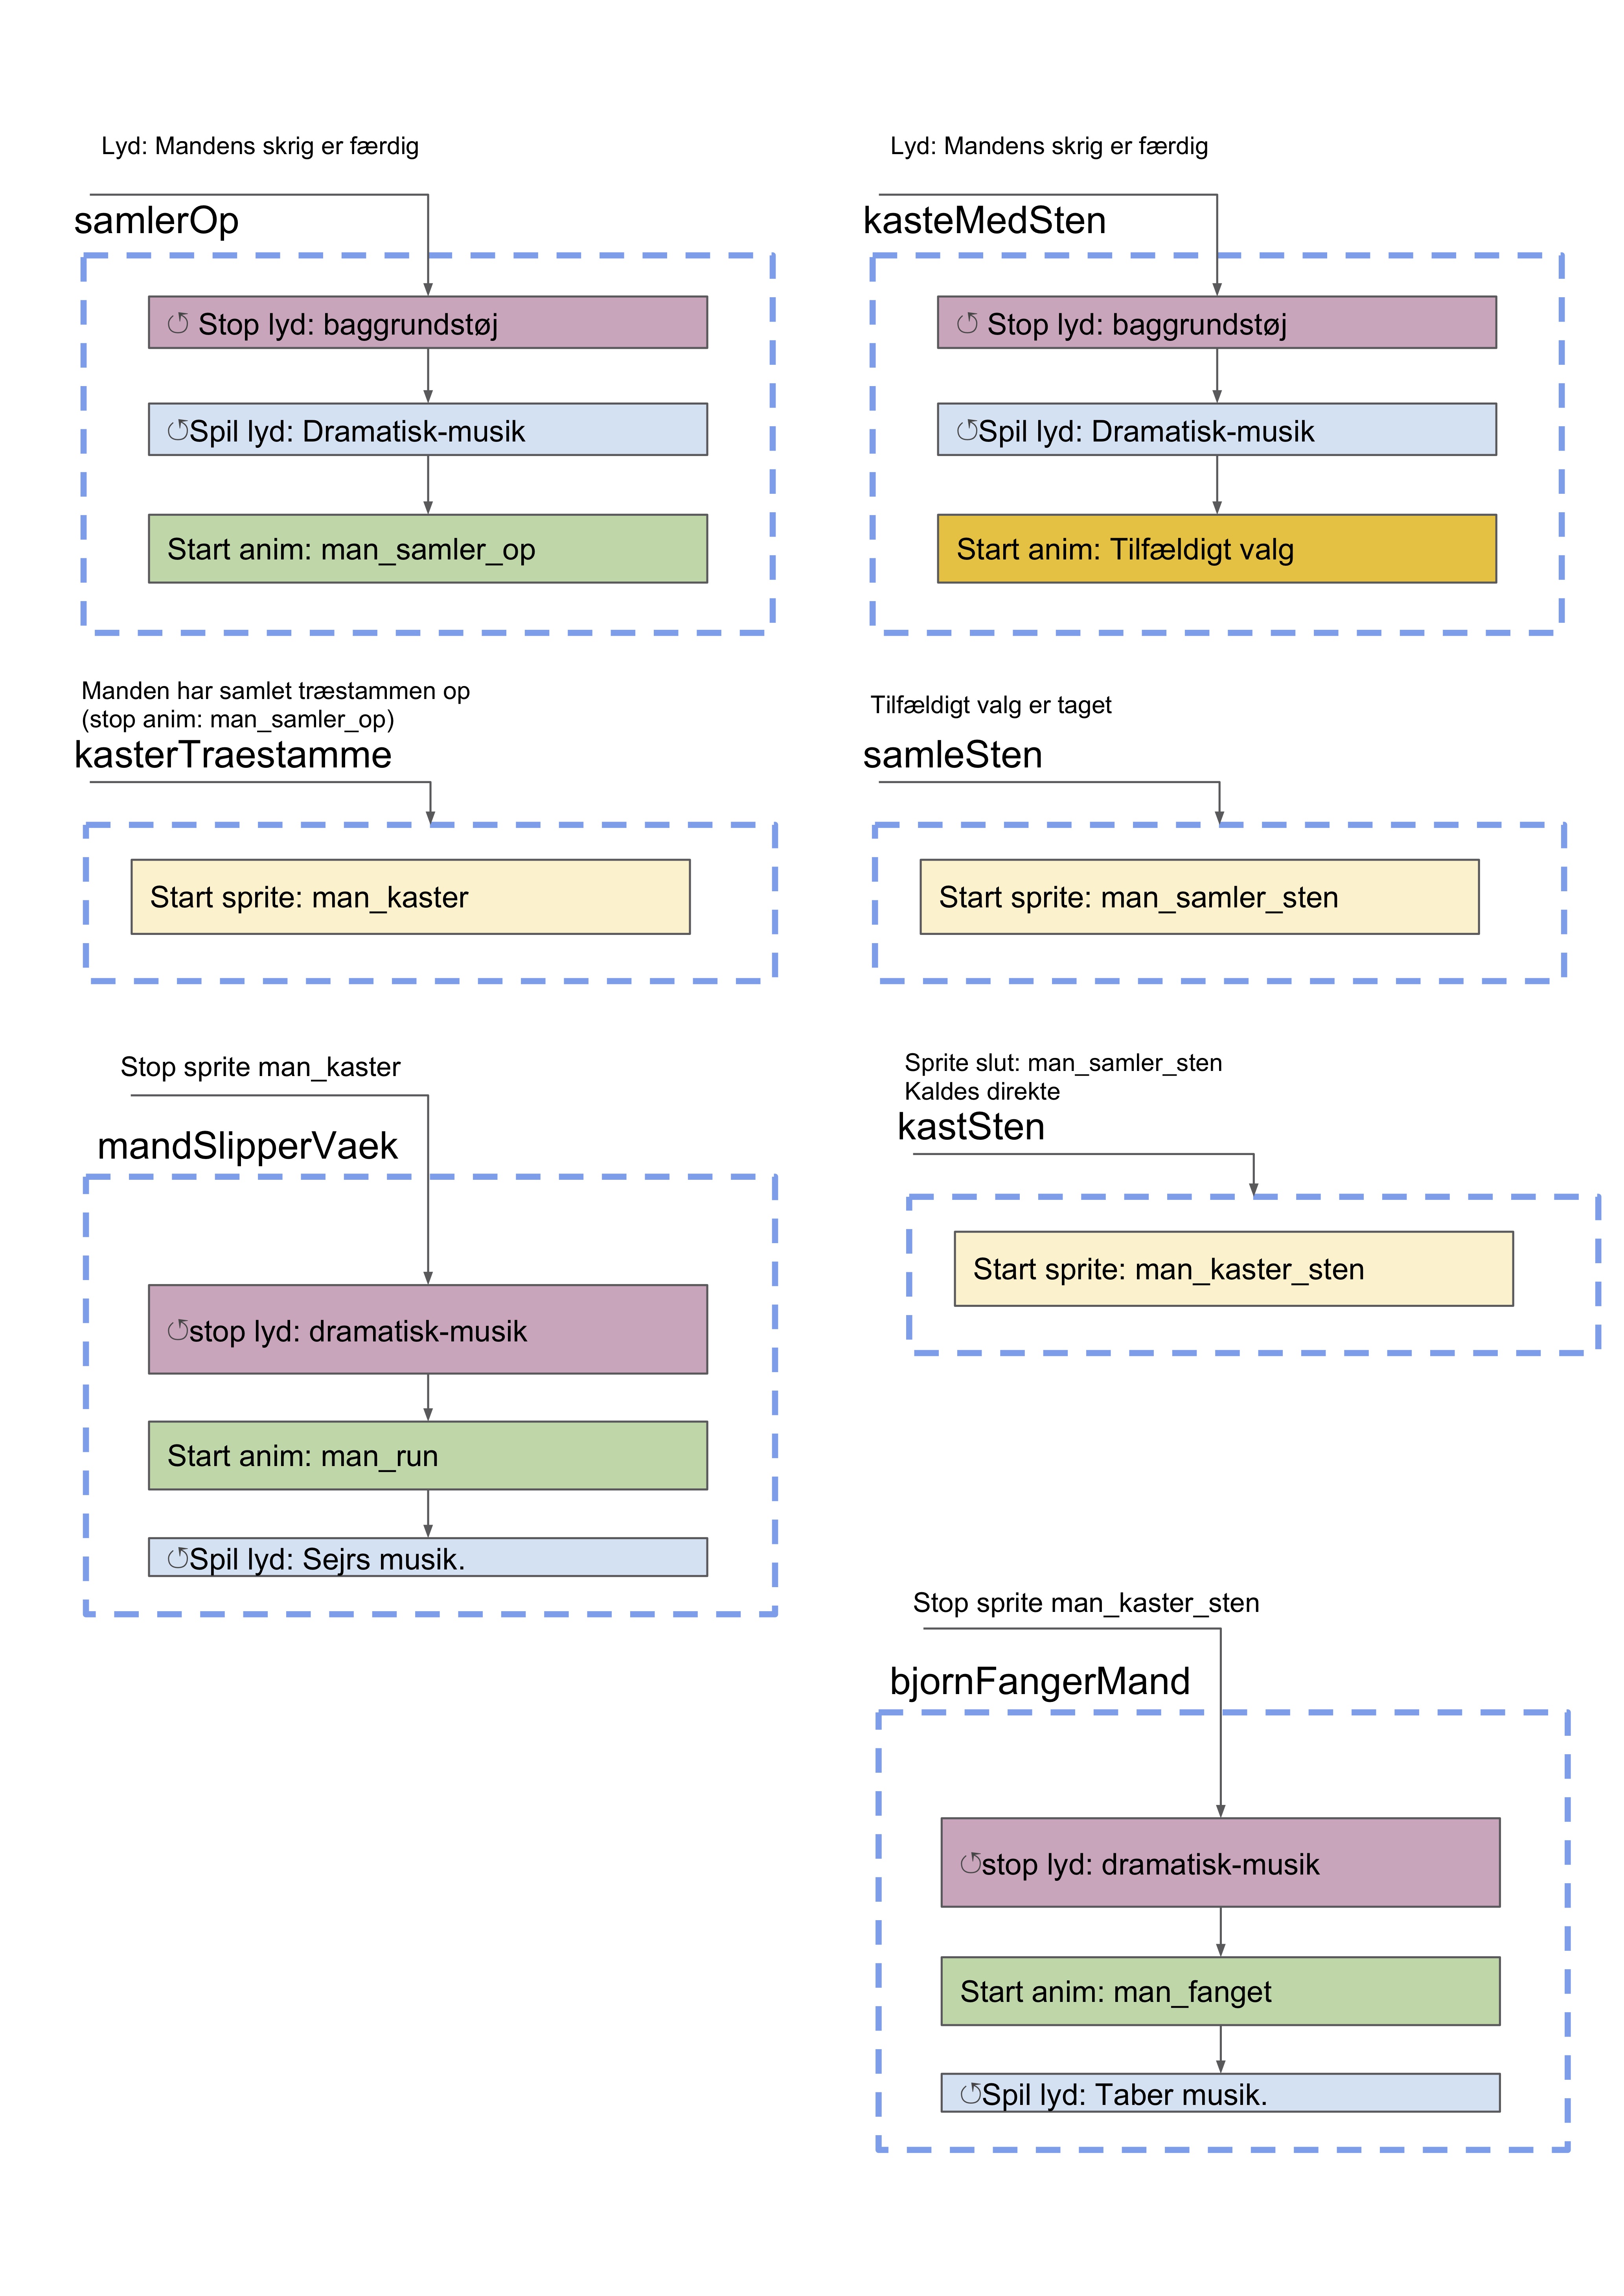 Lyd: Mandens skrig er færdig
samlerOp
Stop lyd: baggrundstøj
Spil lyd: Dramatisk-musik
Start anim: man_samler_op
Manden har samlet træstammen op
(stop anim: man_samler_op)
kasterTraestamme
Start sprite: man_kaster
Stop sprite man_kaster
mandSlipperVaek
stop lyd: dramatisk-musik
Start anim: man_run
Spil lyd: Sejrs musik.
Lyd: Mandens skrig er færdig
kasteMedSten
Stop lyd: baggrundstøj
Spil lyd: Dramatisk-musik
Start anim: Tilfældigt valg
Tilfældigt valg er taget
samleSten
Start sprite: man_samler_sten
Sprite slut: man_samler_sten
Kaldes direkte
kastSten
Start sprite: man_kaster_sten
Stop sprite man_kaster_sten
bjornFangerMand
stop lyd: dramatisk-musik
Start anim: man_fanget
Spil lyd: Taber musik.